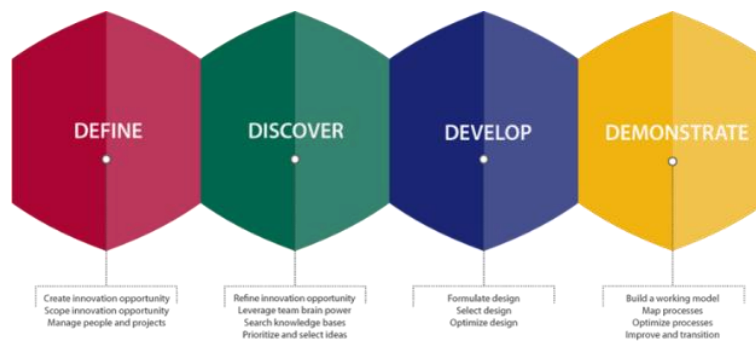 DEFINE
DISCOVER
DEVELOP
DEMONSTRATE
Create innovation opportunity
Scope innovation opportunity
Manage people and projects
Refine innovation opportunity
Leverage team brain power
Search knowledge bases
Prioritize and select ideas
Formulate design
Select design
Optimize design
Build a working model
Map processes
Optimize processes
Improve and transition